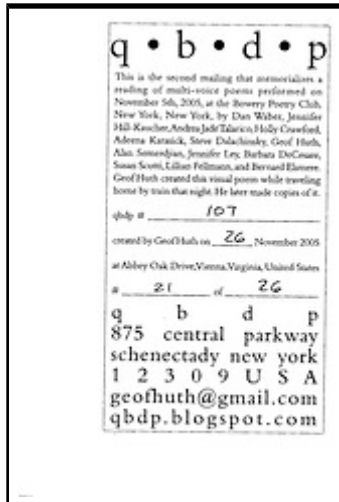 q • b • d • p
This is the second mailing that memorializes a
reading of multi-voice poems performed on
November 5th, 2005, at the Bowery Poetry Club,
New York, New York, by Dan Waber, Jennifer
Hill-Kaucher, Andrea Jade Talarico, Holly Crawford,
Adeena Karasick, Steve Dalachinsky, Geof Huth,
Alan Semerdjian, Jennifer Ley, Barbara DeCesare,
Susan Scutti, Lillian Fellmann, and Bernard Elsmere.
Geof Huth created this visual poem while traveling
home by train that night. He later made copies of it.
qbdp # 107
created by Geof Huth on 26 November 2005
at Abbey Oak Drive, Vienna, Virginia, United States
# 21 of 26
q b d p
875 central parkway
schenectady new york
1 2 3 0 9 U S A
geofhuth@gmail.com
qbdp.blogspot.com